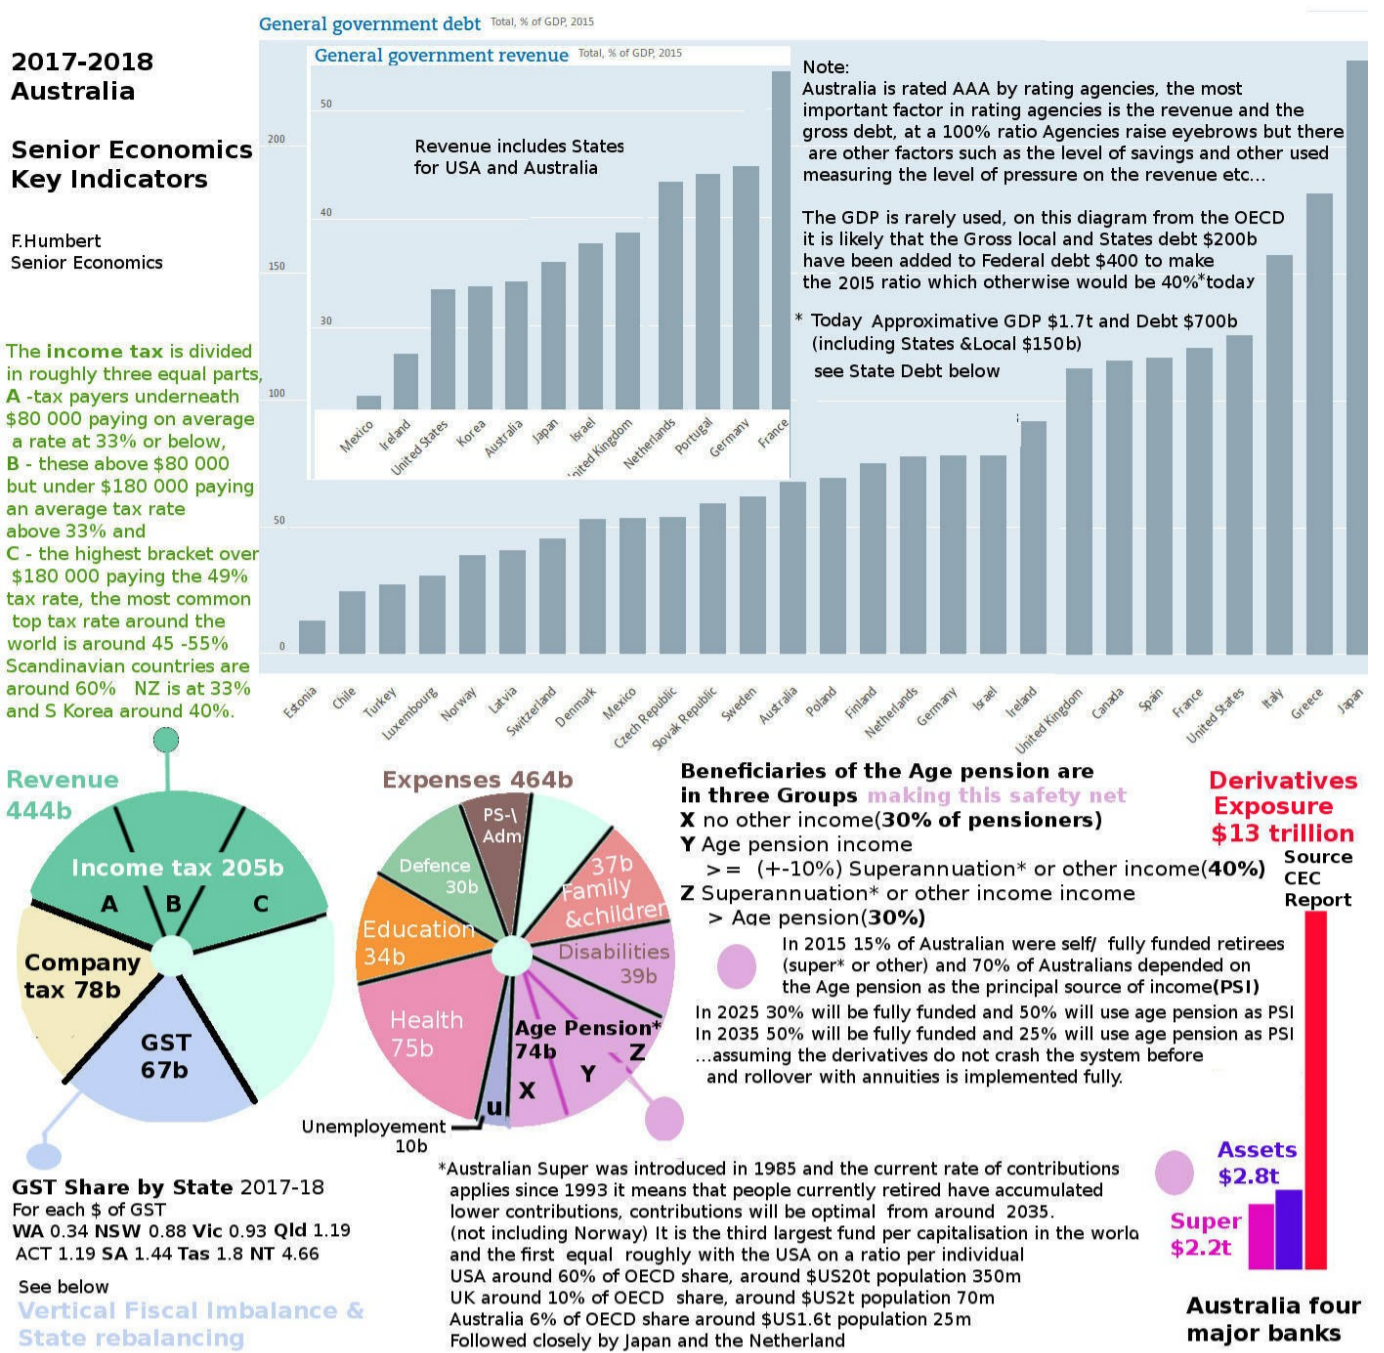 General government debt Total, % of GDP, 2015
2017-2018
Australia
Senior Economics
Key Indicators
F.Humbert
Senior Economics
The income tax is divided
in roughly three equal parts,
A -tax payers underneath
$80 000 paying on average
a rate at 33% or below,
B - these above $80 000
but under $180 000 paying
an average tax rate
above 33% and
C - the highest bracket over
$180 000 paying the 49%
tax rate, the most common
top tax rate around the
world is around 45 -55%
Scandinavian countries are
around 60% NZ is at 33%
and S Korea around 40%.
General government revenue Total, % of GDP, 2015
50
40
30
Revenue includes States
for USA and Australia
Mexico
Ireland
United States
Korea
Australia
Japan
Israel
nited Kingdom
Netherlands
Portugal
Germany
France
Note:
Australia is rated AAA by rating agencies, the most
important factor in rating agencies is the revenue and the
gross debt, at a 100% ratio Agencies raise eyebrows but there
are other factors such as the level of savings and other used
measuring the level of pressure on the revenue etc...
The GDP is rarely used, on this diagram from the OECD
it is likely that the Gross local and States debt $200b
have been added to Federal debt $400 to make
the 2015 ratio which otherwise would be 40%*today
* Today Approximative GDP $1.7t and Debt $700b
(including States &Local $150b)
see State Debt below
200
150
100
50
0
Estonia
Chile
Turkey
Luxembourg
Norway
Latvia
Switzerland
Denmark
Mexico
Czech Republic
Slovak Republic
Sweden
Australia
Poland
Finland
Netherlands
Germany
Israel
Ireland
United Kingdom
Canada
Spain
France
United States
Italy
Greece
Japan
Revenue
444b
Income tax 205b
A B C
Company
tax 78b
GST
67b
GST Share by State 2017-18
For each $ of GST
WA 0.34 NSW 0.88 Vic 0.93 Qld 1.19
ACT 1.19 SA 1.44 Tas 1.8 NT 4.66
See below
Vertical Fiscal Imbalance &
State rebalancing
Expenses 464b
PS-\
Adm
Defence
30b
Education
34b
Health
75b
37b
Family
&children
Disabilities
39b
Age Pension*
74b
X
Y
Z
u
Unemployement
10b
Beneficiaries of the Age pension are
in three Groups making this safety net
X no other income(30% of pensioners)
Y Age pension income
>= (+-10%) Superannuation* or other income(40%)
Z Superannuation* or other income income
> Age pension(30%)
In 2015 15% of Australian were self/ fully funded retirees
(super* or other) and 70% of Australians depended on
the Age pension as the principal source of income(PSI)
In 2025 30% will be fully funded and 50% will use age pension as PSI
In 2035 50% will be fully funded and 25% will use age pension as PSI
...assuming the derivatives do not crash the system before
and rollover with annuities is implemented fully.
*Australian Super was introduced in 1985 and the current rate of contributions
applies since 1993 it means that people currently retired have accumulated
lower contributions, contributions will be optimal from around 2035.
(not including Norway) It is the third largest fund per capitalisation in the world
and the first equal roughly with the USA on a ratio per individual
USA around 60% of OECD share, around $US20t population 350m
UK around 10% of OECD share, around $US2t population 70m
Australia 6% of OECD share around $US1.6t population 25m
Followed closely by Japan and the Netherland
Derivatives
Exposure
$13 trillion
Source
CEC
Report
Assets
$2.8t
Super
$2.2t
Australia four
major banks